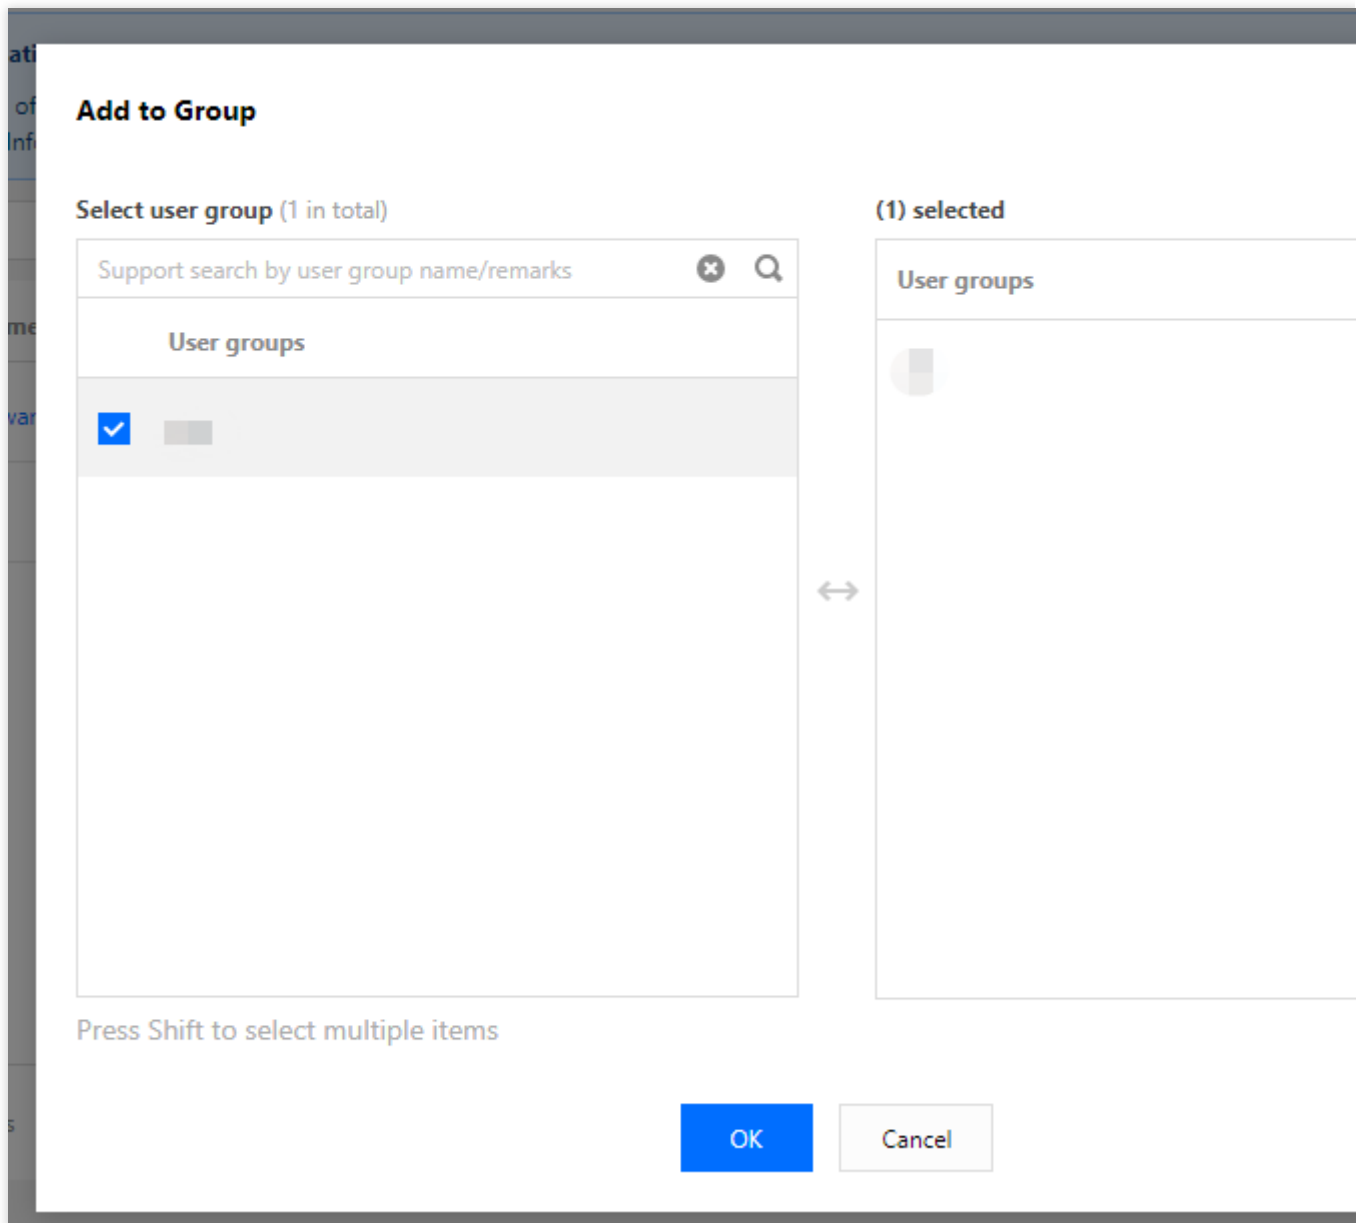 Add to Group
Select user group (1 in total)
(1) selected
Support search by user group name/remarks
User groups
User groups
Press Shift to select multiple items
OK
Cancel